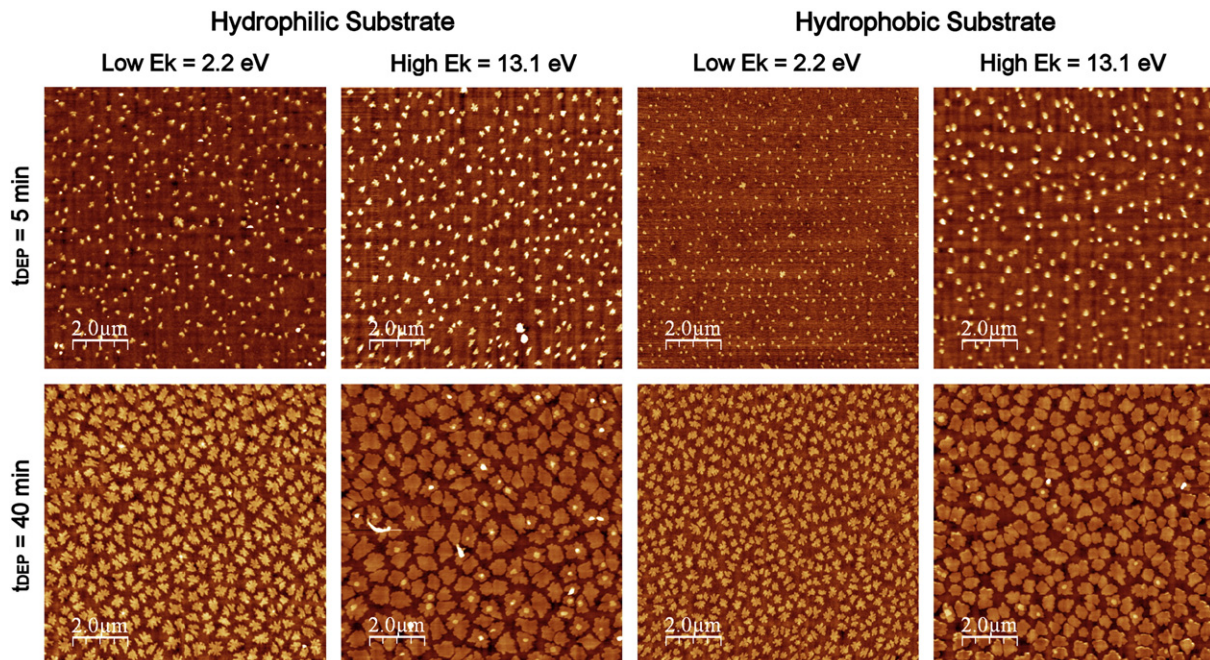 Hydrophilic Substrate Hydrophobic Substrate
Low Ek = 2.2 eV High Ek = 13.1 eV Low Ek = 2.2 eV High Ek = 13.1 eV
tDEP = 5 min
2.0µm 2.0µm 2.0µm 2.0µm
tDEP = 40 min
2.0µm 2.0µm 2.0µm 2.0µm